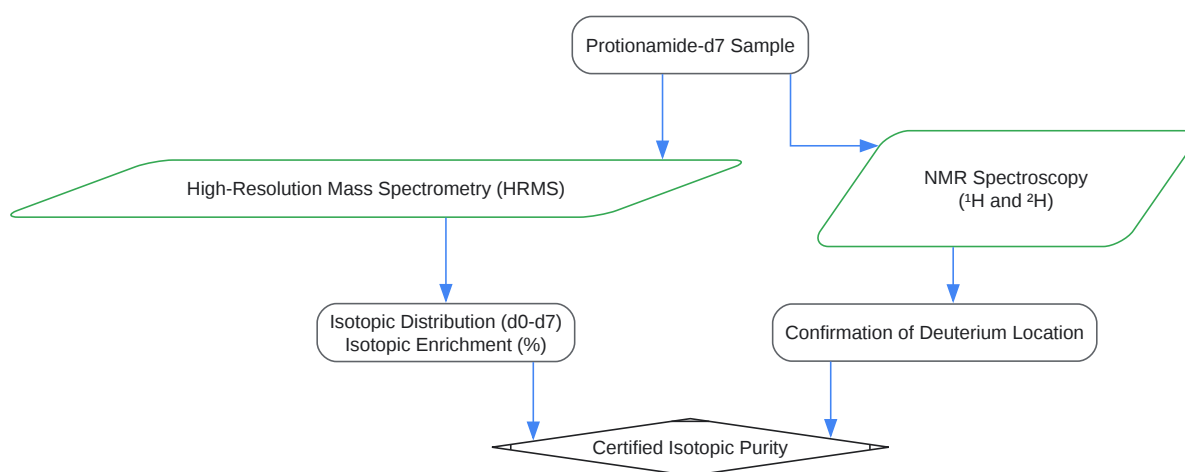 Protionamide-d7 Sample
High-Resolution Mass Spectrometry (HRMS)
NMR Spectroscopy
(¹H and ²H)
Isotopic Distribution (d0-d7)
Isotopic Enrichment (%)
Confirmation of Deuterium Location
Certified Isotopic Purity